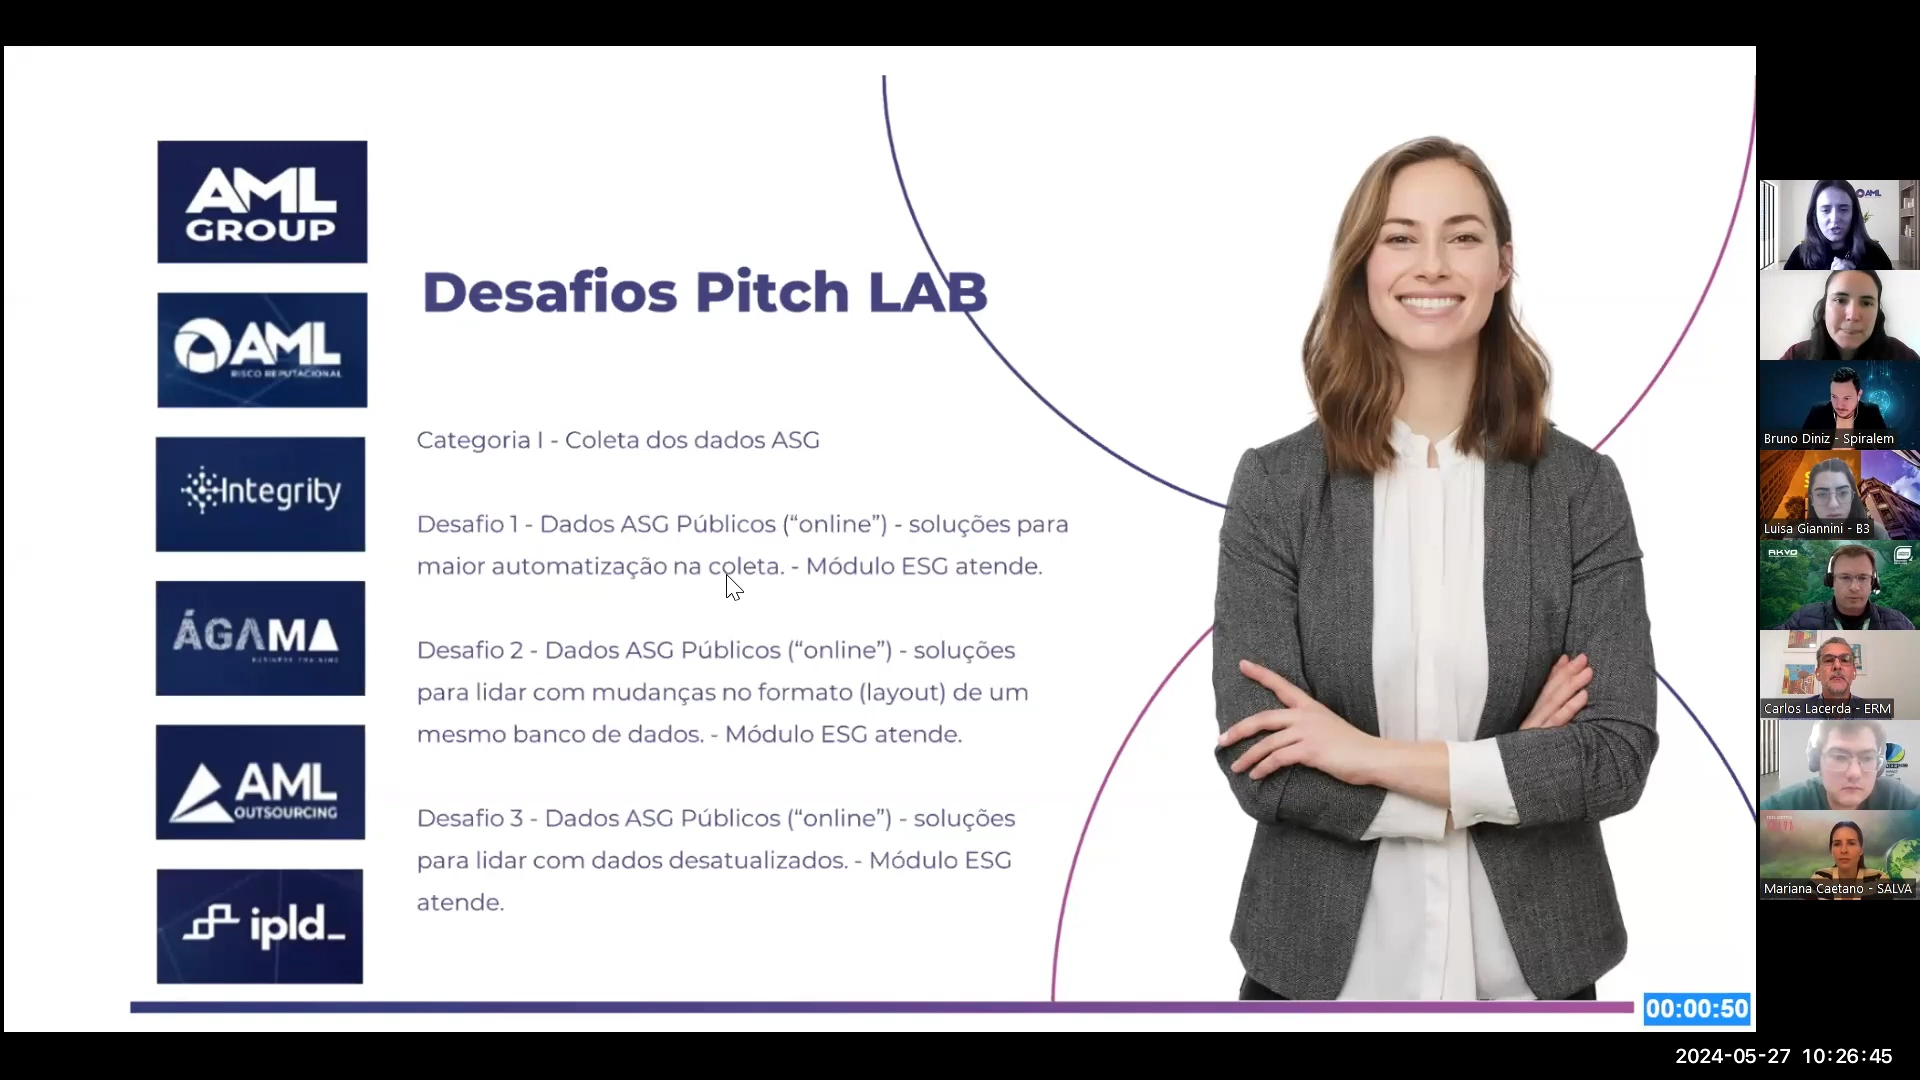 AML
GROUP
AML
RISCO REPUTACIONAL
Integrity
ÁGAMA
BUSINESS TRAINING
AML
OUTSOURCING
ipld_
Desafios Pitch LAB
Categoria I - Coleta dos dados ASG
Desafio 1 - Dados ASG Públicos (“online”) - soluções para
maior automatização na coleta. - Módulo ESG atende.
Desafio 2 - Dados ASG Públicos (“online”) - soluções
para lidar com mudanças no formato (layout) de um
mesmo banco de dados. - Módulo ESG atende.
Desafio 3 - Dados ASG Públicos (“online”) - soluções
para lidar com dados desatualizados. - Módulo ESG
atende.
00:00:50
AML
Bruno Diniz - Spiralem
Luisa Giannini - B3
AKVO
Carlos Lacerda - ERM
Mariana Caetano - SALVA
2024-05-27 10:26:45